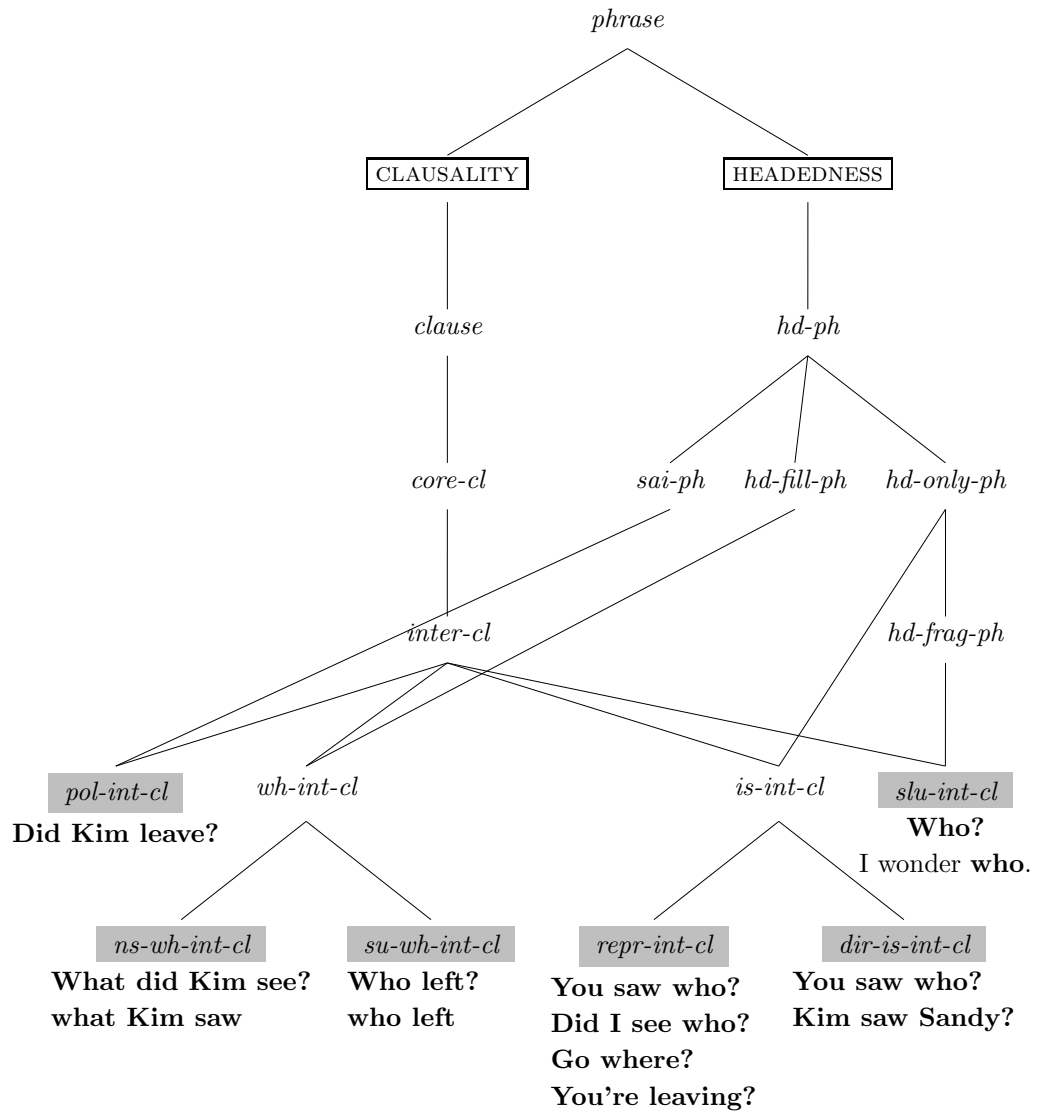 phrase
CLAUSALITY HEADEDNESS
clause hd-ph
core-cl sai-ph hd-fill-ph hd-only-ph
inter-cl hd-frag-ph
pol-int-cl wh-int-cl is-int-cl slu-int-cl
Did Kim leave? Who?
I wonder who.
ns-wh-int-cl su-wh-int-cl repr-int-cl dir-is-int-cl
What did Kim see? Who left? You saw who? You saw who?
what Kim saw who left Did I see who? Kim saw Sandy?
Go where?
You're leaving?